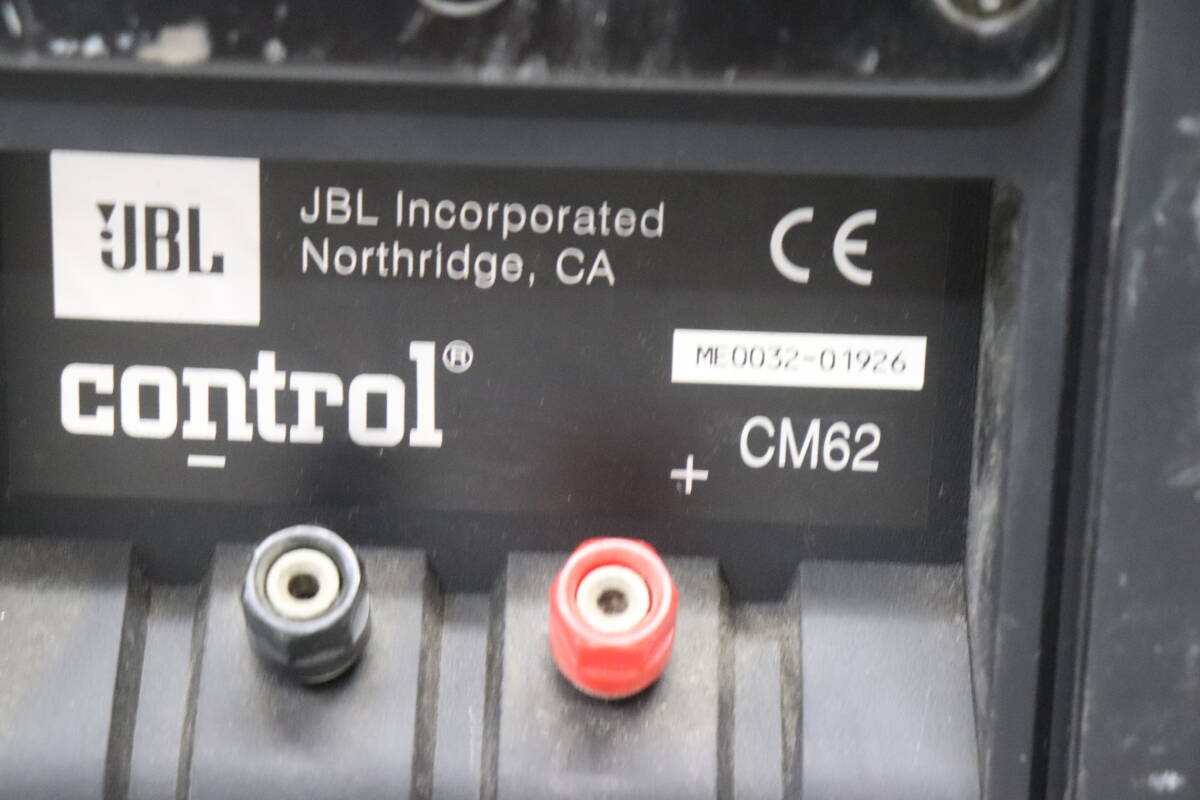 JBL
JBL Incorporated
Northridge, CA
CE
control®
ME0032-01926
CM62
− +